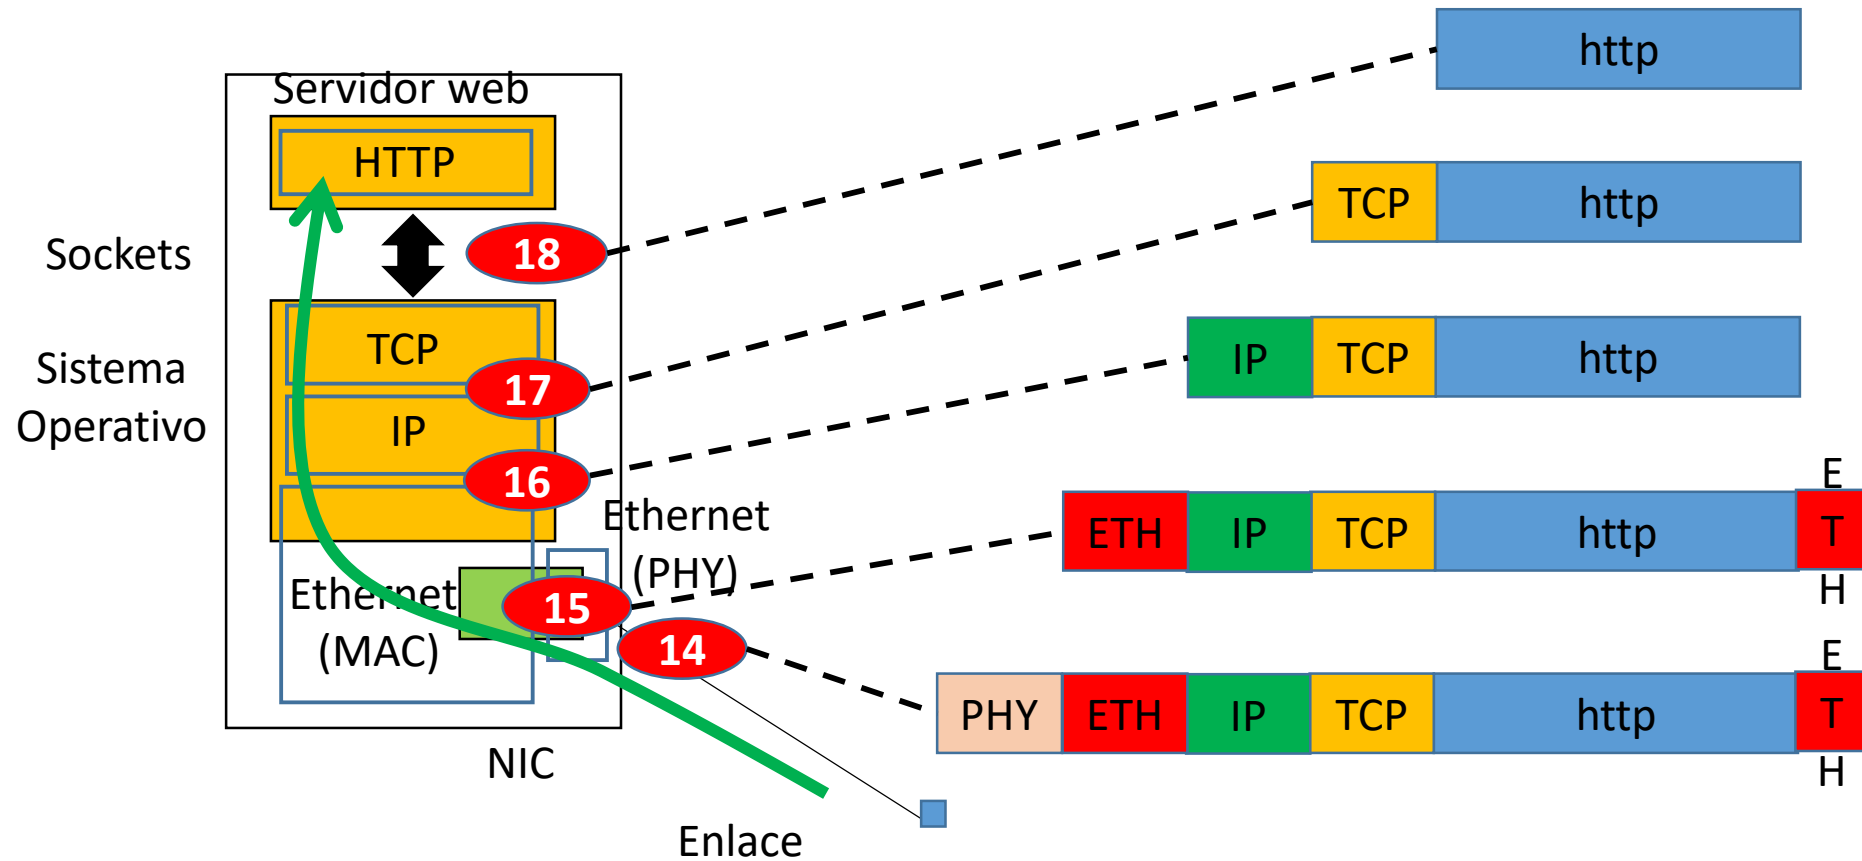 http
Servidor web
HTTP
TCP http
Sockets
18
TCP
IP TCP http
Sistema
Operativo
17
IP
16
Ethernet
(PHY)
E
ETH IP TCP http T
H
Ethernet
(MAC)
15
14
E
PHY ETH IP TCP http T
H
NIC
Enlace